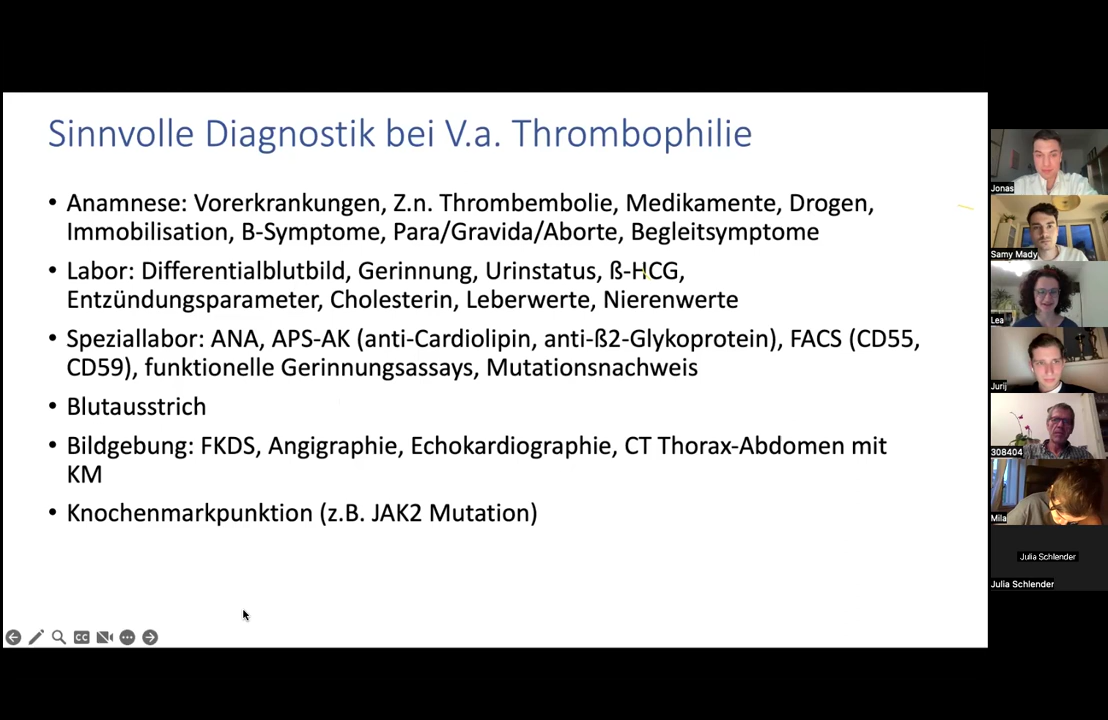 Sinnvolle Diagnostik bei V.a. Thrombophilie
• Anamnese: Vorerkrankungen, Z.n. Thrombembolie, Medikamente, Drogen,
Immobilisation, B-Symptome, Para/Gravida/Aborte, Begleitsymptome
• Labor: Differentialblutbild, Gerinnung, Urinstatus, ß-HCG,
Entzündungsparameter, Cholesterin, Leberwerte, Nierenwerte
• Speziallabor: ANA, APS-AK (anti-Cardiolipin, anti-ß2-Glykoprotein), FACS (CD55,
CD59), funktionelle Gerinnungsassays, Mutationsnachweis
• Blutausstrich
• Bildgebung: FKDS, Angigraphie, Echokardiographie, CT Thorax-Abdomen mit
KM
• Knochenmarkpunktion (z.B. JAK2 Mutation)
CC
Jonas
Samy Mady
Lea
Jurij
308404
Mila
Julia Schlender
Julia Schlender